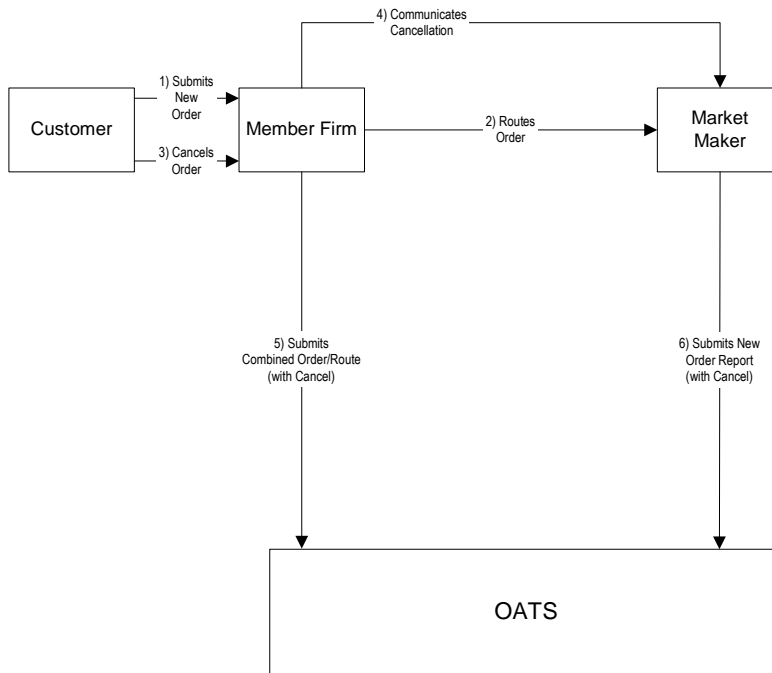 4) Communicates
Cancellation
1) Submits
New
Order
Customer
3) Cancels
Order
Member Firm
2) Routes
Order
Market
Maker
5) Submits
Combined Order/Route
(with Cancel)
6) Submits New
Order Report
(with Cancel)
OATS